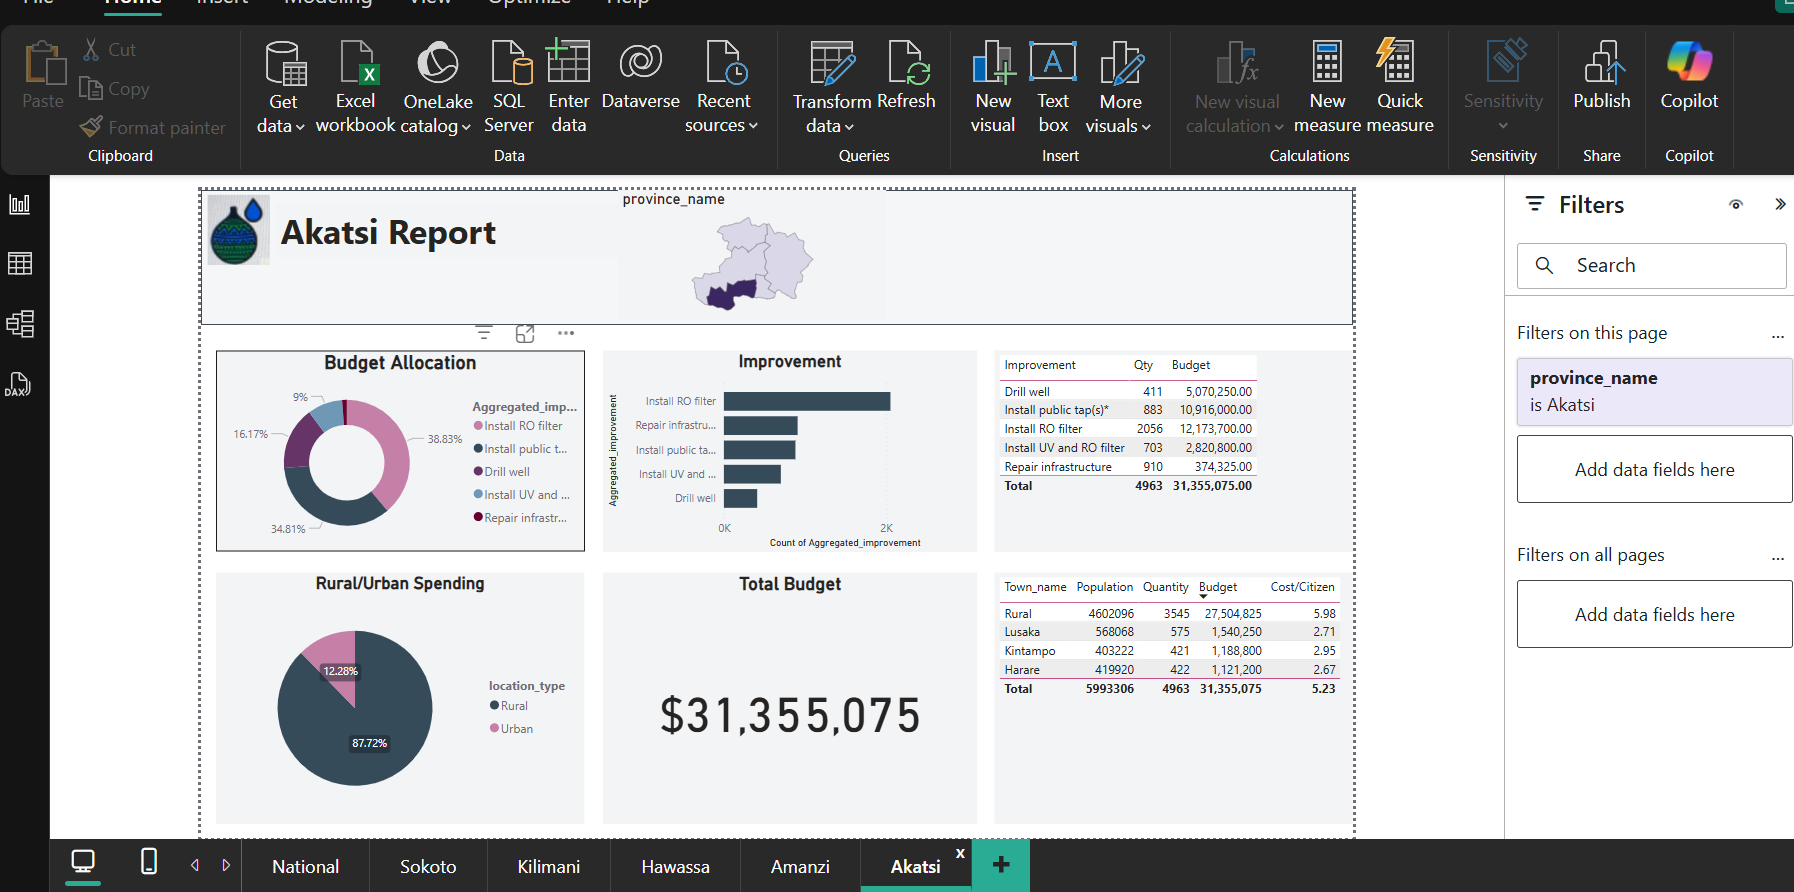 File Home Insert Modeling View Optimize Help
Paste
Cut
Copy
Format painter
Clipboard
Get data
Excel workbook
OneLake catalog
SQL Server
Enter data
Dataverse
Recent sources
Data
Transform data
Refresh
Queries
New visual
Text box
More visuals
Insert
New visual calculation
New measure
Quick measure
Calculations
Sensitivity
Sensitivity
Publish
Share
Copilot
Copilot
DAX
Akatsi Report
province_name
Budget Allocation
9%
16.17%
38.83%
34.81%
Aggregated_imp...
Install RO filter
Install public t...
Drill well
Install UV and ...
Repair infrastr...
Improvement
Aggregated_improvement
Install RO filter
Repair infrastru...
Install public ta...
Install UV and ...
Drill well
0K 2K
Count of Aggregated_improvement
Improvement Qty Budget
Drill well 411 5,070,250.00
Install public tap(s)* 883 10,916,000.00
Install RO filter 2056 12,173,700.00
Install UV and RO filter 703 2,820,800.00
Repair infrastructure 910 374,325.00
Total 4963 31,355,075.00
Rural/Urban Spending
12.28%
87.72%
location_type
Rural
Urban
Total Budget
$31,355,075
Town_name Population Quantity Budget Cost/Citizen
Rural 4602096 3545 27,504,825 5.98
Lusaka 568068 575 1,540,250 2.71
Kintampo 403222 421 1,188,800 2.95
Harare 419920 422 1,121,200 2.67
Total 5993306 4963 31,355,075 5.23
Filters
Search
Filters on this page ...
province_name
is Akatsi
Add data fields here
Filters on all pages ...
Add data fields here
National Sokoto Kilimani Hawassa Amanzi Akatsi x +